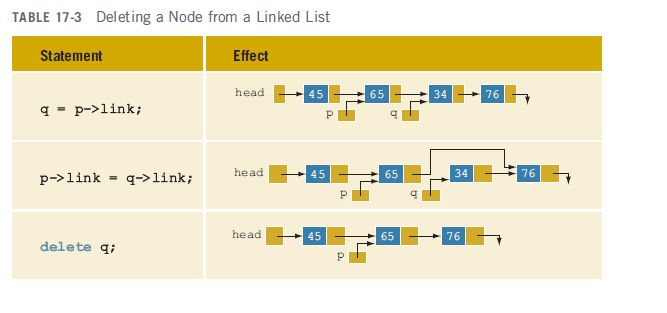 TABLE 17-3 Deleting a Node from a Linked List
Statement Effect
q = p->link;
head 45 65 34 76
p q
p->link = q->link;
head 45 65 34 76
p q
delete q;
head 45 65 76
p